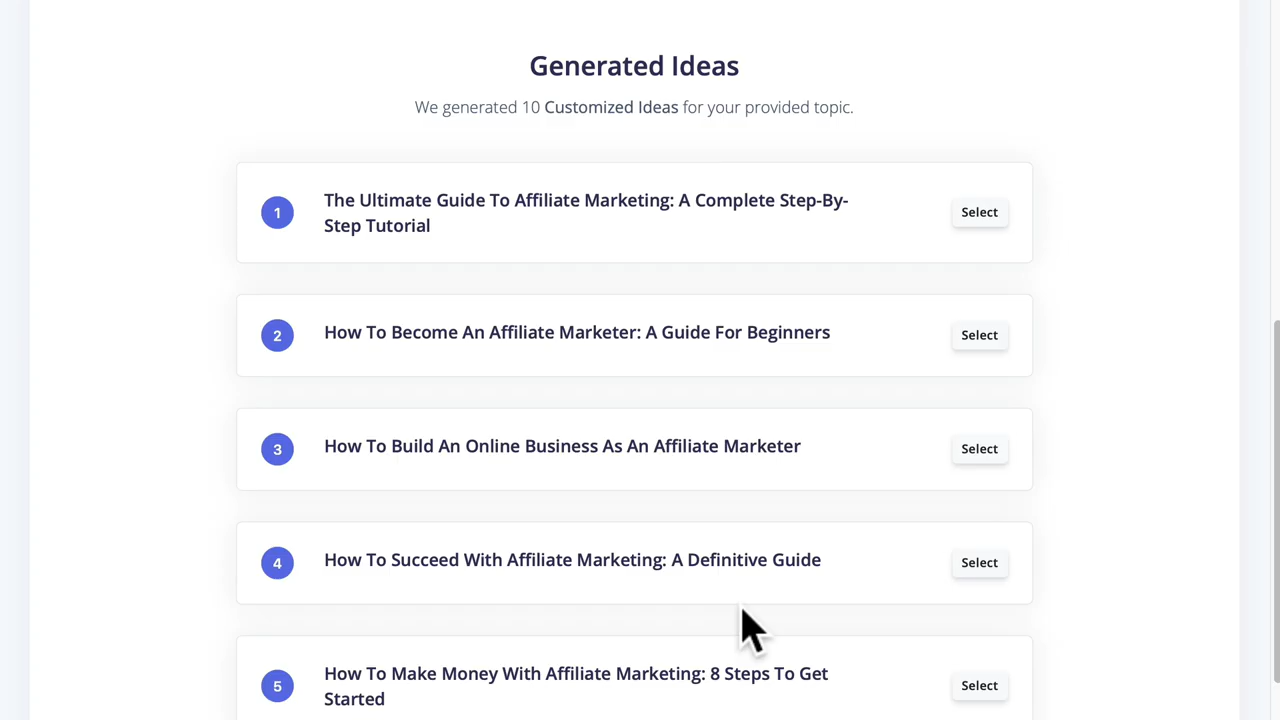 Generated Ideas
We generated 10 Customized Ideas for your provided topic.
1
The Ultimate Guide To Affiliate Marketing: A Complete Step-By-
Step Tutorial
Select
2
How To Become An Affiliate Marketer: A Guide For Beginners
Select
3
How To Build An Online Business As An Affiliate Marketer
Select
4
How To Succeed With Affiliate Marketing: A Definitive Guide
Select
5
How To Make Money With Affiliate Marketing: 8 Steps To Get
Started
Select